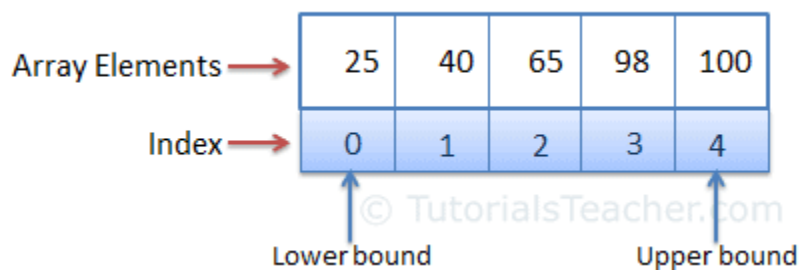 Array Elements 25 40 65 98 100
Index 0 1 2 3 4
© TutorialsTeacher.com
Lower bound Upper bound